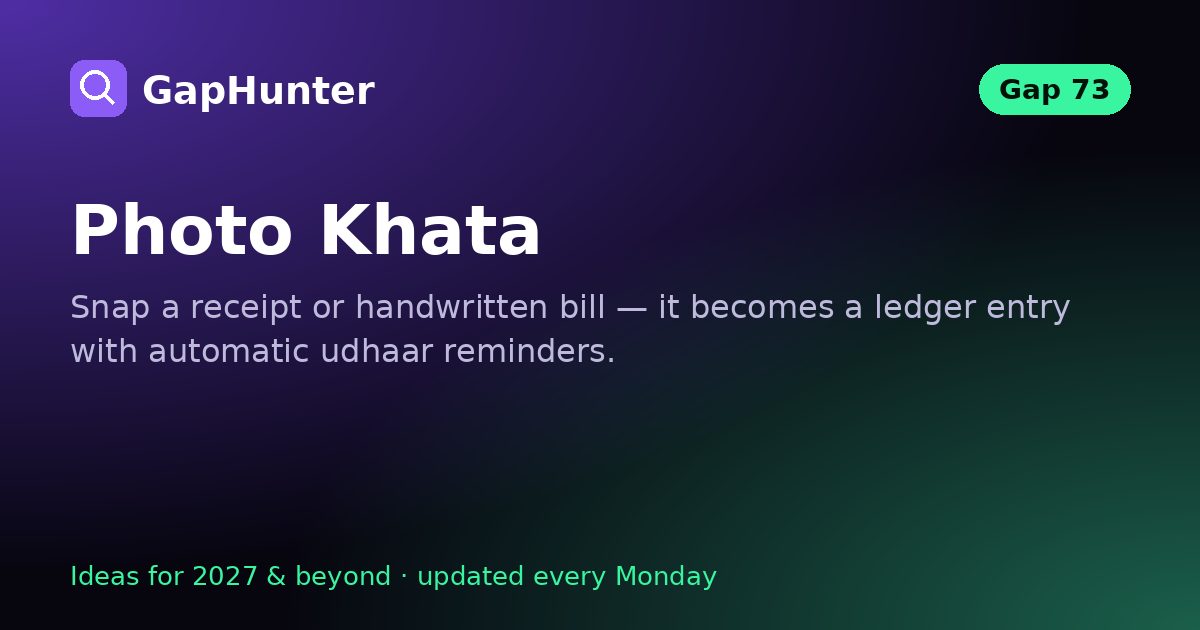 GapHunter
Gap 73
Photo Khata
Snap a receipt or handwritten bill — it becomes a ledger entry
with automatic udhaar reminders.
Ideas for 2027 & beyond · updated every Monday